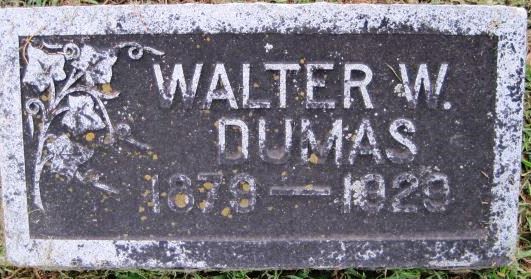 WALTER W.
DUMAS
1879 — 1929